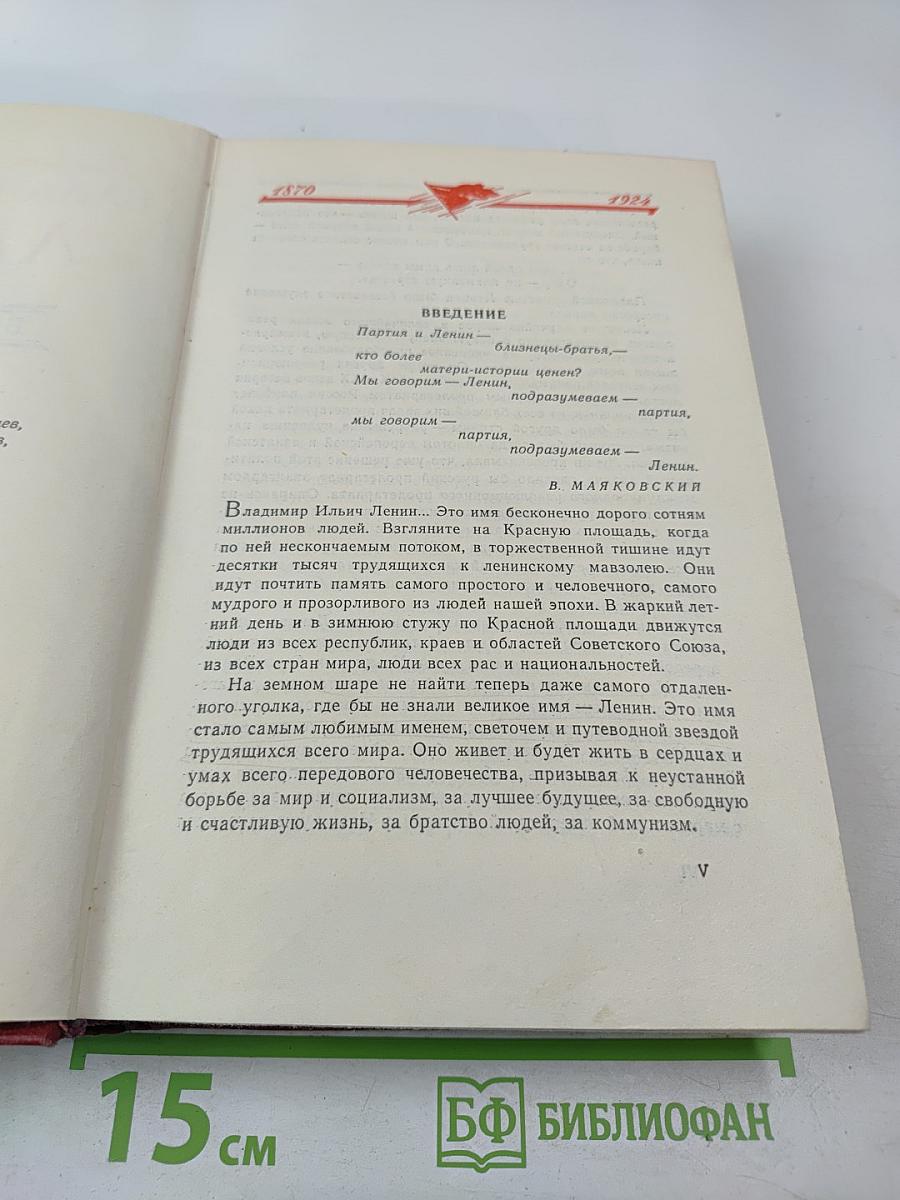 1870
1924
ВВЕДЕНИЕ
Партия и Ленин —
близнецы-братья,—
кто более
матери-истории ценен?
Мы говорим — Ленин,
подразумеваем —
партия,
мы говорим —
партия,
подразумеваем —
Ленин.
В. МАЯКОВСКИЙ
Владимир Ильич Ленин... Это имя бесконечно дорого сотням
миллионов людей. Взгляните на Красную площадь, когда
по ней нескончаемым потоком, в торжественной тишине идут
десятки тысяч трудящихся к ленинскому мавзолею. Они
идут почтить память самого простого и человечного, самого
мудрого и прозорливого из людей нашей эпохи. В жаркий лет-
ний день и в зимнюю стужу по Красной площади движутся
люди из всех республик, краев и областей Советского Союза,
из всех стран мира, люди всех рас и национальностей.
На земном шаре не найти теперь даже самого отдален-
ного уголка, где бы не знали великое имя — Ленин. Это имя
стало самым любимым именем, светочем и путеводной звездой
трудящихся всего мира. Оно живет и будет жить в сердцах и
умах всего передового человечества, призывая к неустанной
борьбе за мир и социализм, за лучшее будущее, за свободную
и счастливую жизнь, за братство людей, за коммунизм.
V
15 см
БФ БИБЛИОФАН